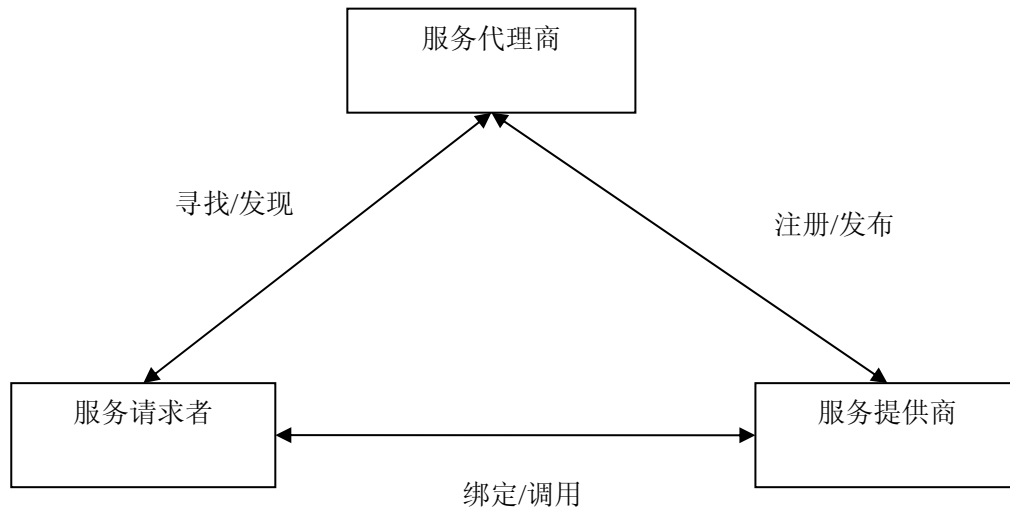 服务代理商
寻找/发现
注册/发布
服务请求者
服务提供商
绑定/调用